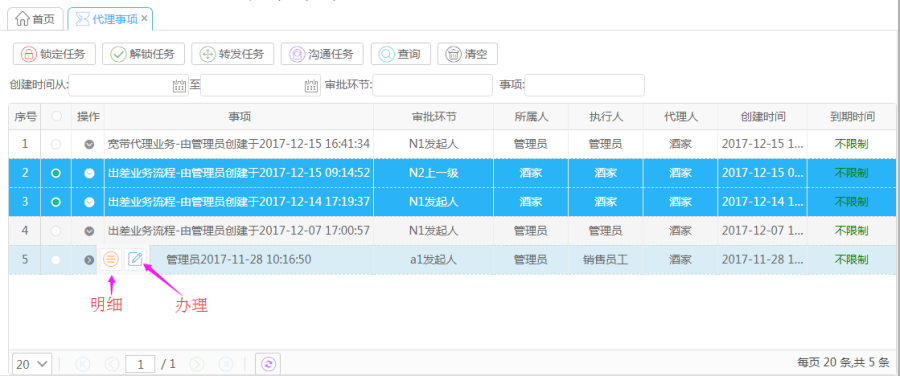 首页 代理事项 ×
锁定任务 解锁任务 转发任务 沟通任务 查询 清空
创建时间从: 至 审批环节: 事项:
序号 操作 事项 审批环节 所属人 执行人 代理人 创建时间 到期时间
1 宽带代理业务-由管理员创建于2017-12-15 16:41:34 N1发起人 管理员 管理员 酒家 2017-12-15 1... 不限制
2 出差业务流程-由管理员创建于2017-12-15 09:14:52 N2上一级 酒家 酒家 酒家 2017-12-15 0... 不限制
3 出差业务流程-由管理员创建于2017-12-14 17:19:37 N1发起人 酒家 酒家 酒家 2017-12-14 1... 不限制
4 出差业务流程-由管理员创建于2017-12-07 17:00:57 N1发起人 管理员 管理员 酒家 2017-12-07 1... 不限制
5 管理员2017-11-28 10:16:50 a1发起人 管理员 销售员工 酒家 2017-11-28 1... 不限制
明细 办理
20 1 / 1 每页 20 条,共 5 条